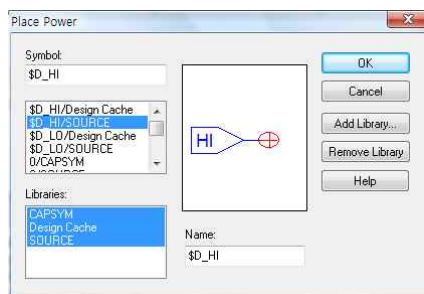 Place Power
Symbol:
$D_HI
$D_HI/Design Cache
$D_HI/SOURCE
$D_LO/Design Cache
$D_LO/SOURCE
0/CAPSYM
Libraries:
CAPSYM
Design Cache
SOURCE
HI
Name:
$D_HI
OK
Cancel
Add Library...
Remove Library
Help